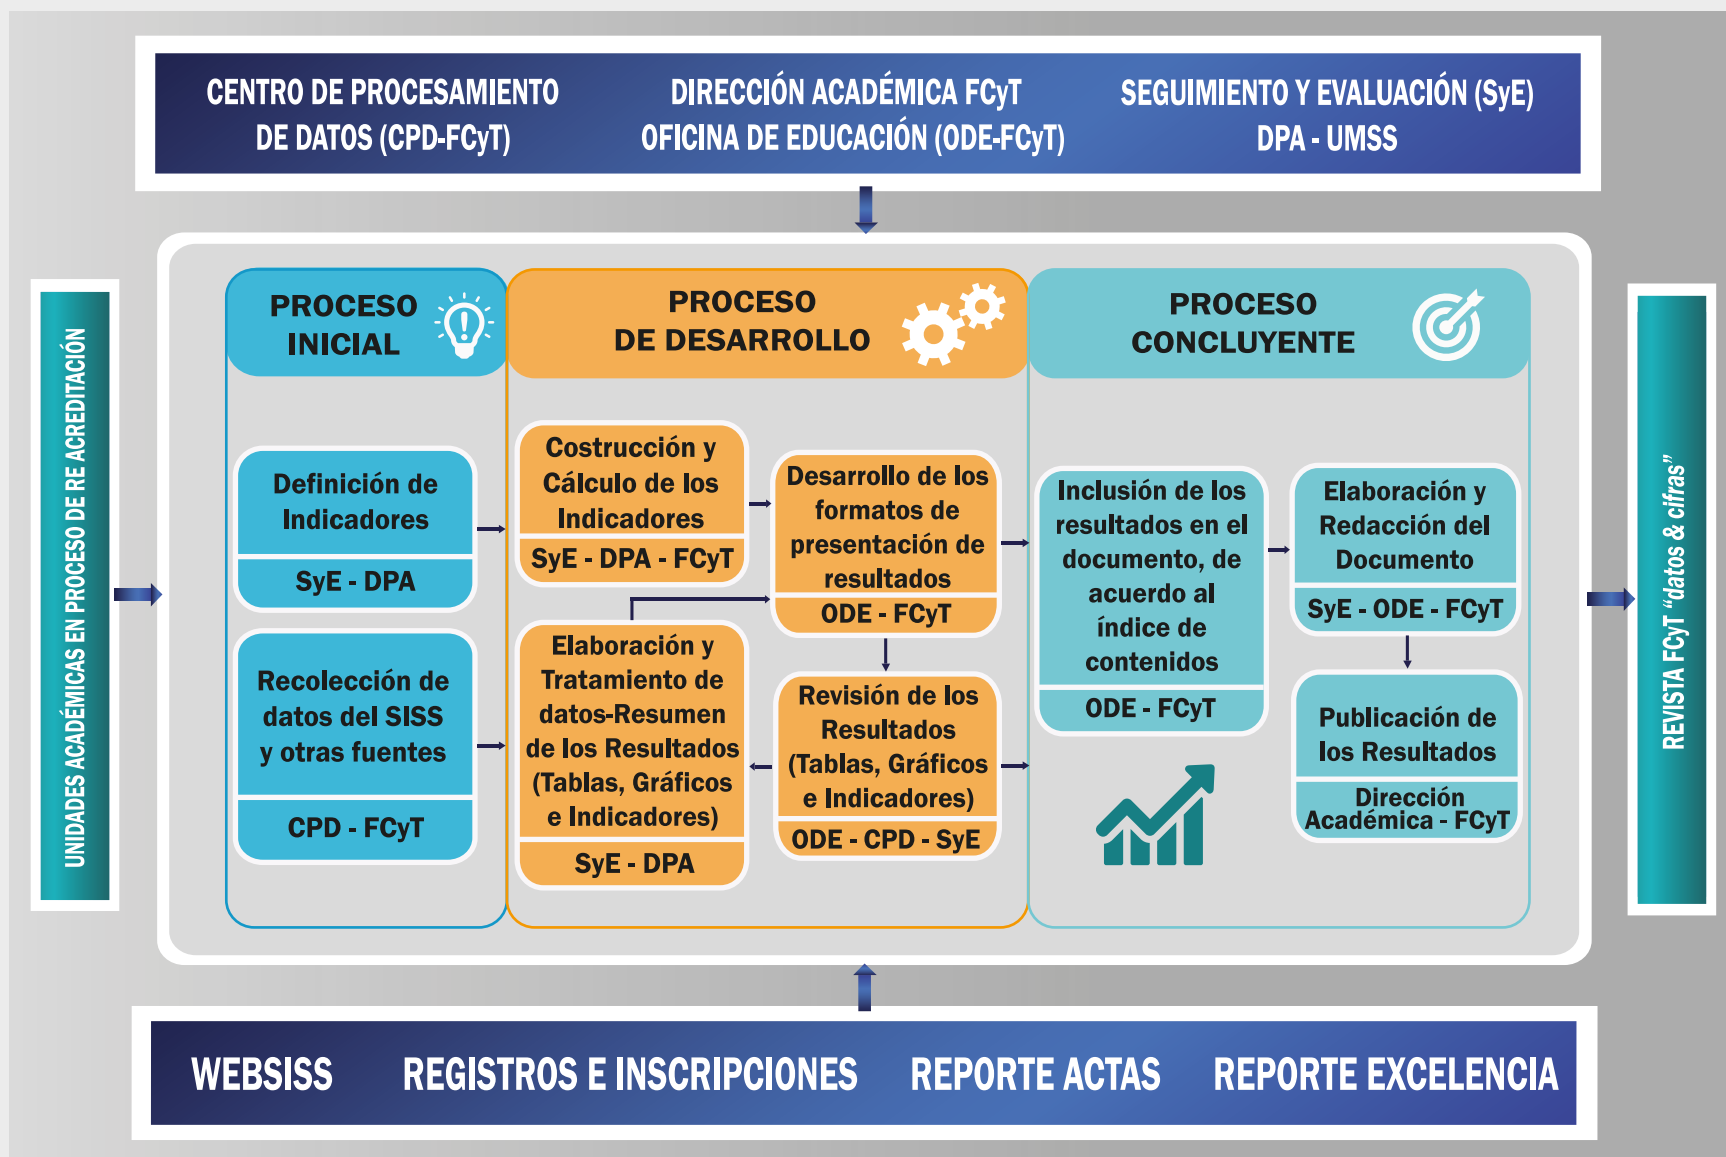 CENTRO DE PROCESAMIENTO
DE DATOS (CPD-FCyT)
DIRECCIÓN ACADÉMICA FCyT
OFICINA DE EDUCACIÓN (ODE-FCyT)
SEGUIMIENTO Y EVALUACIÓN (SyE)
DPA - UMSS
UNIDADES ACADÉMICAS EN PROCESO DE RE ACREDITACIÓN
PROCESO
INICIAL
Definición de
Indicadores
SyE - DPA
Recolección de
datos del SISS
y otras fuentes
CPD - FCyT
PROCESO
DE DESARROLLO
Costrucción y
Cálculo de los
Indicadores
SyE - DPA - FCyT
Desarrollo de los
formatos de
presentación de
resultados
ODE - FCyT
Elaboración y
Tratamiento de
datos-Resumen
de los Resultados
(Tablas, Gráficos
e Indicadores)
SyE - DPA
Revisión de los
Resultados
(Tablas, Gráficos
e Indicadores)
ODE - CPD - SyE
PROCESO
CONCLUYENTE
Inclusión de los
resultados en el
documento, de
acuerdo al
índice de
contenidos
ODE - FCyT
Elaboración y
Redacción del
Documento
SyE - ODE - FCyT
Publicación de
los Resultados
Dirección
Académica - FCyT
REVISTA FCyT “datos & cifras”
WEBSISS
REGISTROS E INSCRIPCIONES
REPORTE ACTAS
REPORTE EXCELENCIA